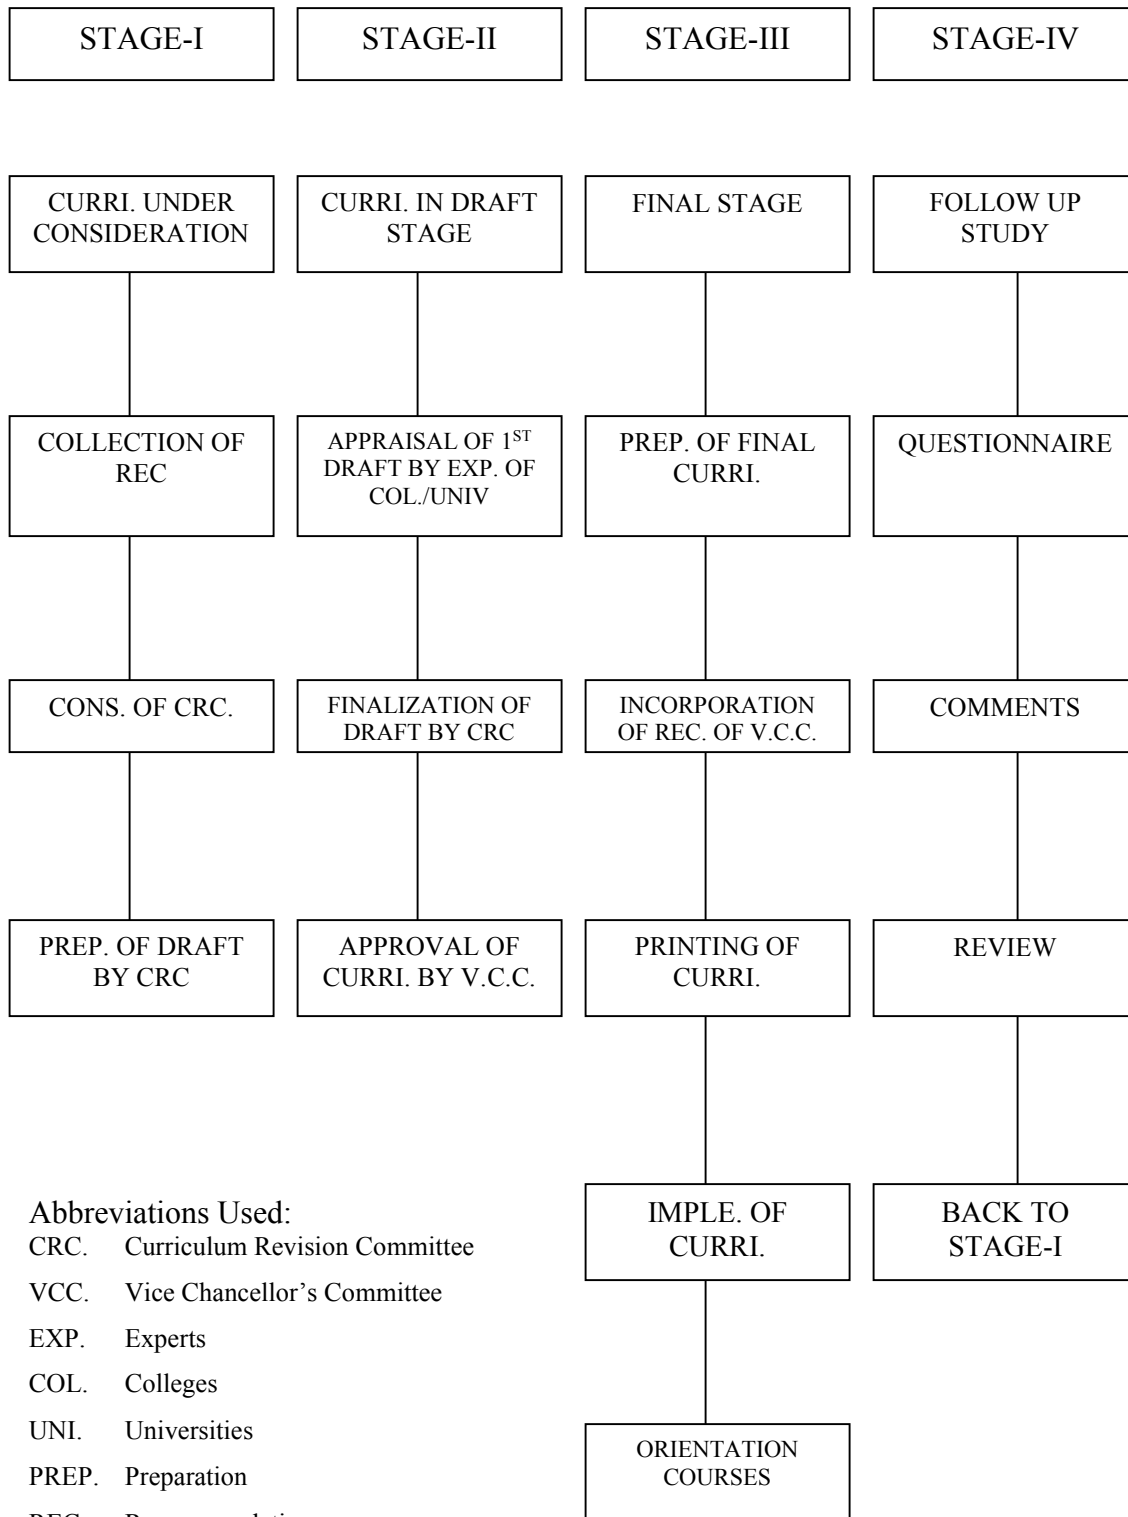 STAGE-I
STAGE-II
STAGE-III
STAGE-IV
CURRI. UNDER
CONSIDERATION
CURRI. IN DRAFT
STAGE
FINAL STAGE
FOLLOW UP
STUDY
COLLECTION OF
REC
APPRAISAL OF 1ST
DRAFT BY EXP. OF
COL./UNIV
PREP. OF FINAL
CURRI.
QUESTIONNAIRE
CONS. OF CRC.
FINALIZATION OF
DRAFT BY CRC
INCORPORATION
OF REC. OF V.C.C.
COMMENTS
PREP. OF DRAFT
BY CRC
APPROVAL OF
CURRI. BY V.C.C.
PRINTING OF
CURRI.
REVIEW
IMPLE. OF
CURRI.
BACK TO
STAGE-I
Abbreviations Used:
CRC. Curriculum Revision Committee
VCC. Vice Chancellor’s Committee
EXP. Experts
COL. Colleges
UNI. Universities
PREP. Preparation
ORIENTATION
COURSES